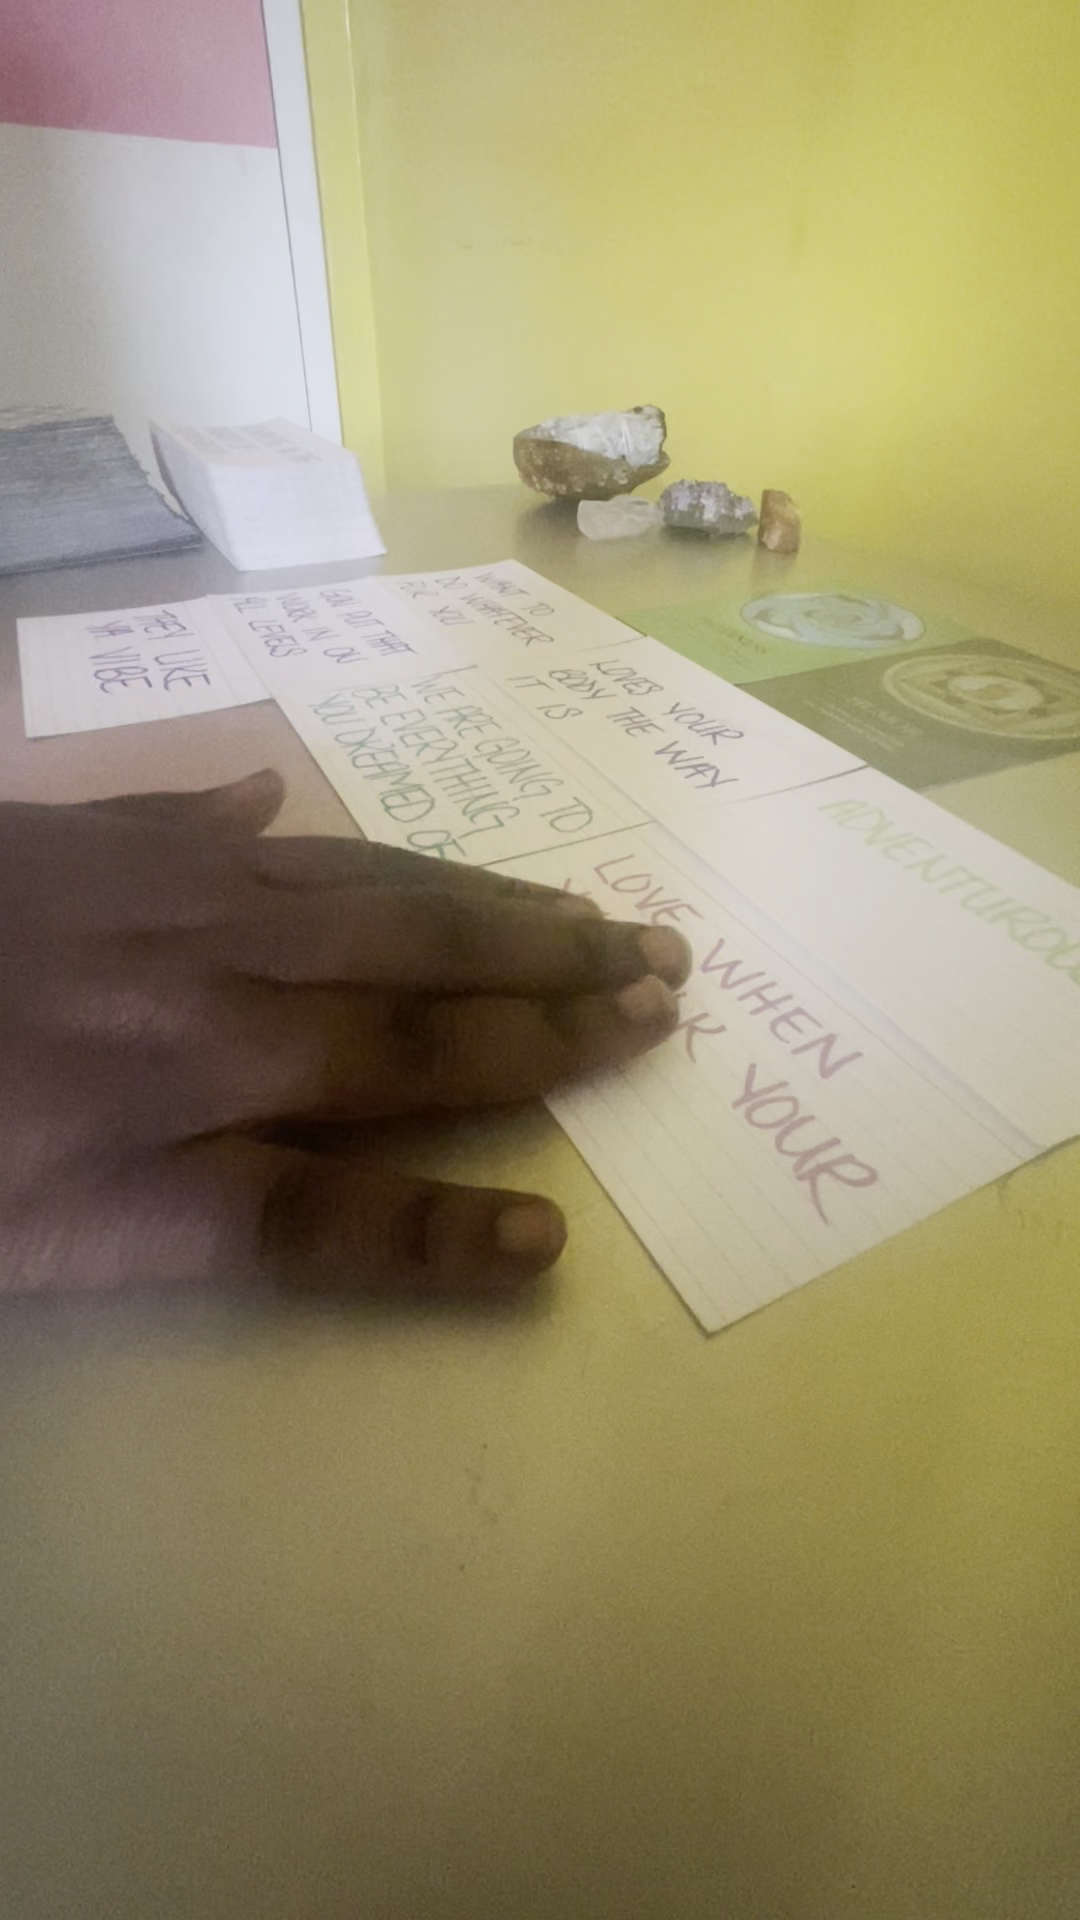 THEY LIKE
YA VIBE
CAN PUT THAT
WORK IN ON
ALL LEVELS
WANT TO
DO WHATEVER
FOR YOU
LOVES YOUR
BODY THE WAY
IT IS
WE ARE GOING TO
BE EVERYTHING
YOU DREAMED OF
ADVENTUROU
LOVE WHEN
YOUR